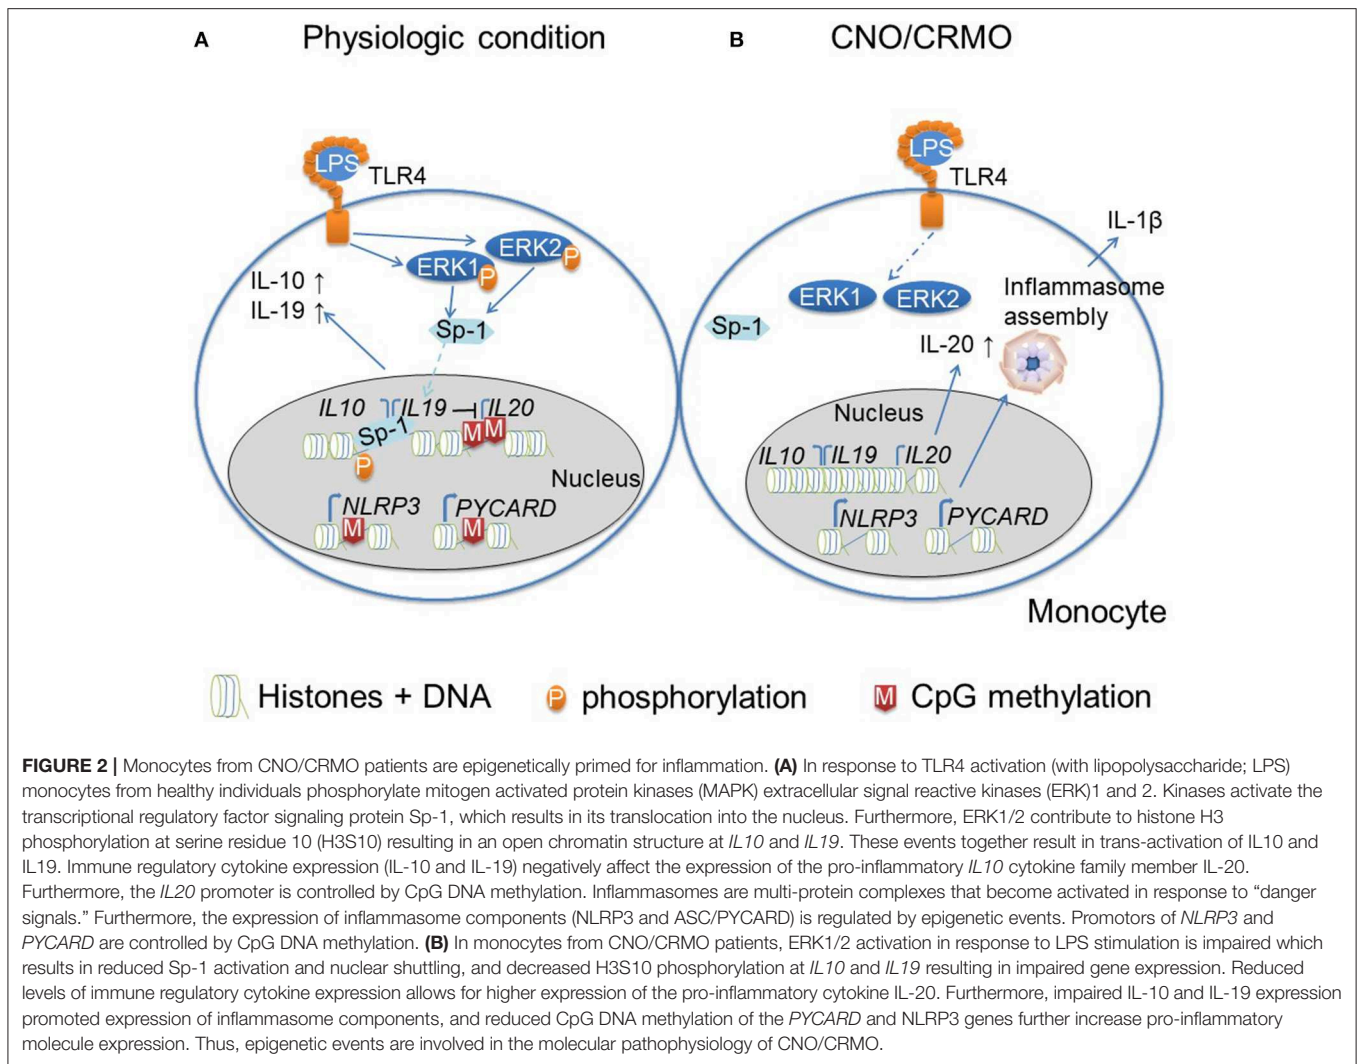 A Physiologic condition
B CNO/CRMO
LPS
TLR4
ERK1 P
ERK2 P
IL-10 ↑
IL-19 ↑
Sp-1
IL10 IL19 IL20
Sp-1
M M
P
Nucleus
NLRP3 PYCARD
M M
LPS
TLR4
IL-1β
ERK1 ERK2
Inflammasome
assembly
Sp-1
IL-20 ↑
Nucleus
IL10 IL19 IL20
NLRP3 PYCARD
Monocyte
Histones + DNA P phosphorylation M CpG methylation
FIGURE 2 | Monocytes from CNO/CRMO patients are epigenetically primed for inflammation. (A) In response to TLR4 activation (with lipopolysaccharide; LPS)
monocytes from healthy individuals phosphorylate mitogen activated protein kinases (MAPK) extracellular signal reactive kinases (ERK)1 and 2. Kinases activate the
transcriptional regulatory factor signaling protein Sp-1, which results in its translocation into the nucleus. Furthermore, ERK1/2 contribute to histone H3
phosphorylation at serine residue 10 (H3S10) resulting in an open chromatin structure at IL10 and IL19. These events together result in trans-activation of IL10 and
IL19. Immune regulatory cytokine expression (IL-10 and IL-19) negatively affect the expression of the pro-inflammatory IL10 cytokine family member IL-20.
Furthermore, the IL20 promoter is controlled by CpG DNA methylation. Inflammasomes are multi-protein complexes that become activated in response to “danger
signals.” Furthermore, the expression of inflammasome components (NLRP3 and ASC/PYCARD) is regulated by epigenetic events. Promotors of NLRP3 and
PYCARD are controlled by CpG DNA methylation. (B) In monocytes from CNO/CRMO patients, ERK1/2 activation in response to LPS stimulation is impaired which
results in reduced Sp-1 activation and nuclear shuttling, and decreased H3S10 phosphorylation at IL10 and IL19 resulting in impaired gene expression. Reduced
levels of immune regulatory cytokine expression allows for higher expression of the pro-inflammatory cytokine IL-20. Furthermore, impaired IL-10 and IL-19 expression
promoted expression of inflammasome components, and reduced CpG DNA methylation of the PYCARD and NLRP3 genes further increase pro-inflammatory
molecule expression. Thus, epigenetic events are involved in the molecular pathophysiology of CNO/CRMO.